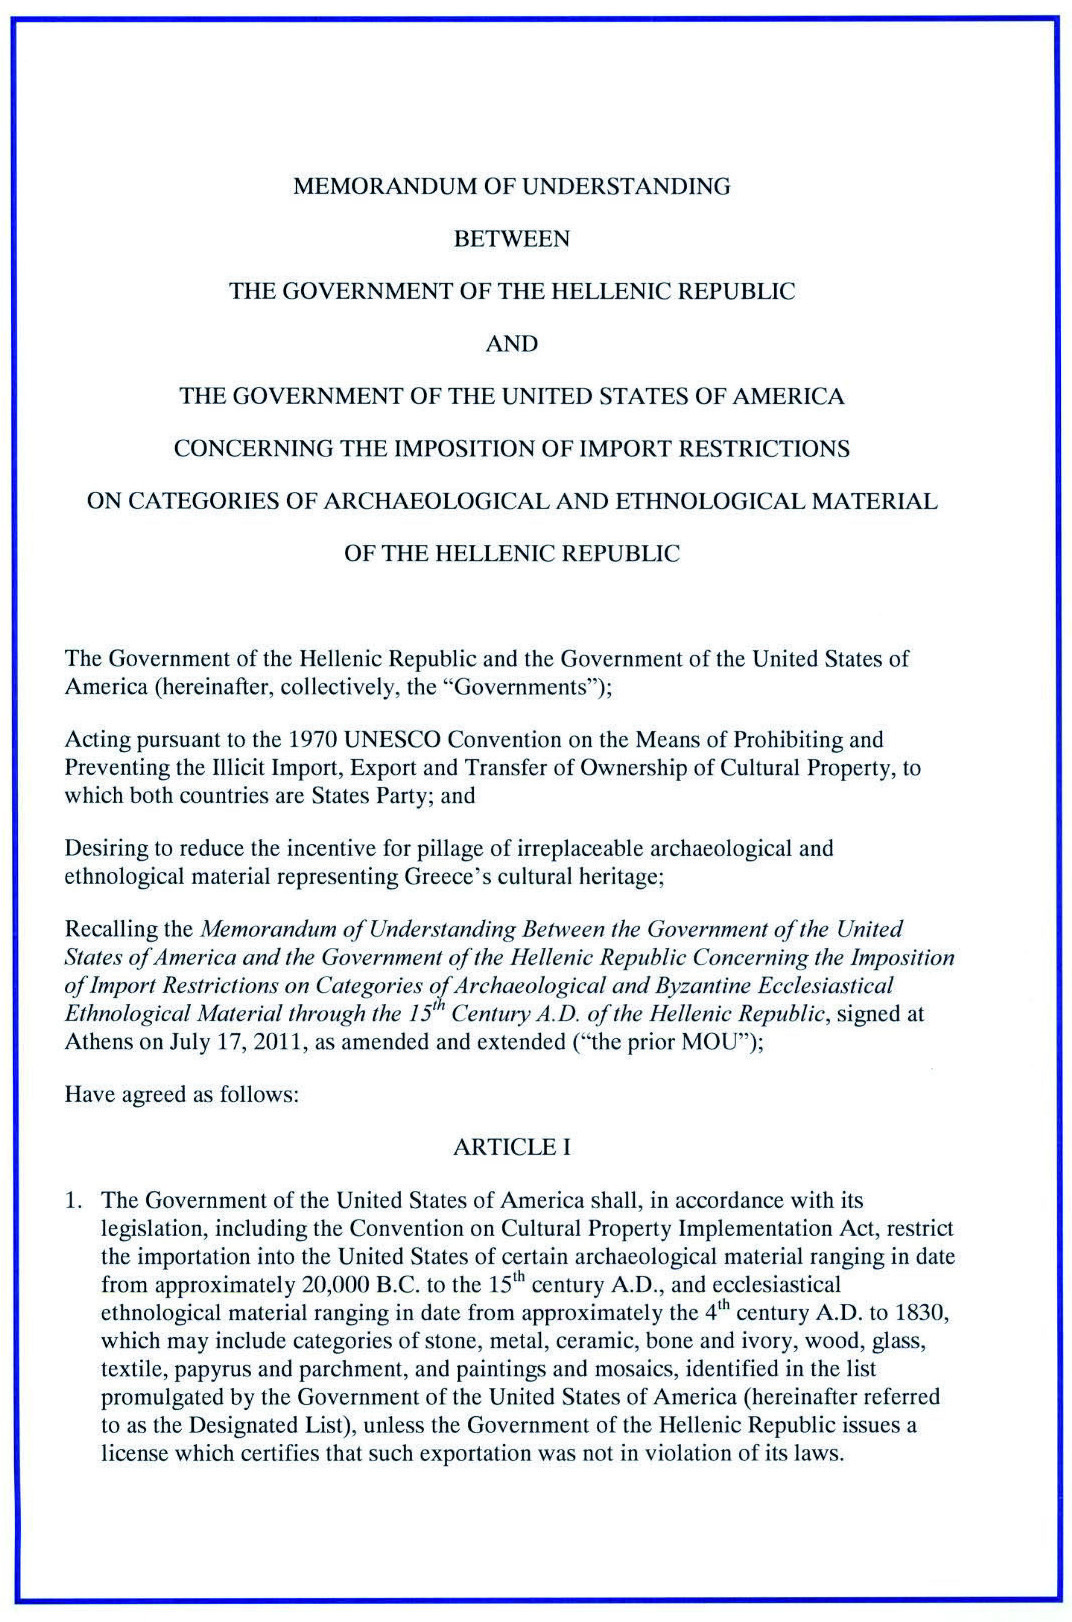 MEMORANDUM OF UNDERSTANDING
BETWEEN
THE GOVERNMENT OF THE HELLENIC REPUBLIC
AND
THE GOVERNMENT OF THE UNITED STATES OF AMERICA
CONCERNING THE IMPOSITION OF IMPORT RESTRICTIONS
ON CATEGORIES OF ARCHAEOLOGICAL AND ETHNOLOGICAL MATERIAL
OF THE HELLENIC REPUBLIC
The Government of the Hellenic Republic and the Government of the United States of
America (hereinafter, collectively, the “Governments”);
Acting pursuant to the 1970 UNESCO Convention on the Means of Prohibiting and
Preventing the Illicit Import, Export and Transfer of Ownership of Cultural Property, to
which both countries are States Party; and
Desiring to reduce the incentive for pillage of irreplaceable archaeological and
ethnological material representing Greece’s cultural heritage;
Recalling the Memorandum of Understanding Between the Government of the United
States of America and the Government of the Hellenic Republic Concerning the Imposition
of Import Restrictions on Categories of Archaeological and Byzantine Ecclesiastical
Ethnological Material through the 15th Century A.D. of the Hellenic Republic, signed at
Athens on July 17, 2011, as amended and extended (“the prior MOU”);
Have agreed as follows:
ARTICLE I
1. The Government of the United States of America shall, in accordance with its
legislation, including the Convention on Cultural Property Implementation Act, restrict
the importation into the United States of certain archaeological material ranging in date
from approximately 20,000 B.C. to the 15th century A.D., and ecclesiastical
ethnological material ranging in date from approximately the 4th century A.D. to 1830,
which may include categories of stone, metal, ceramic, bone and ivory, wood, glass,
textile, papyrus and parchment, and paintings and mosaics, identified in the list
promulgated by the Government of the United States of America (hereinafter referred
to as the Designated List), unless the Government of the Hellenic Republic issues a
license which certifies that such exportation was not in violation of its laws.